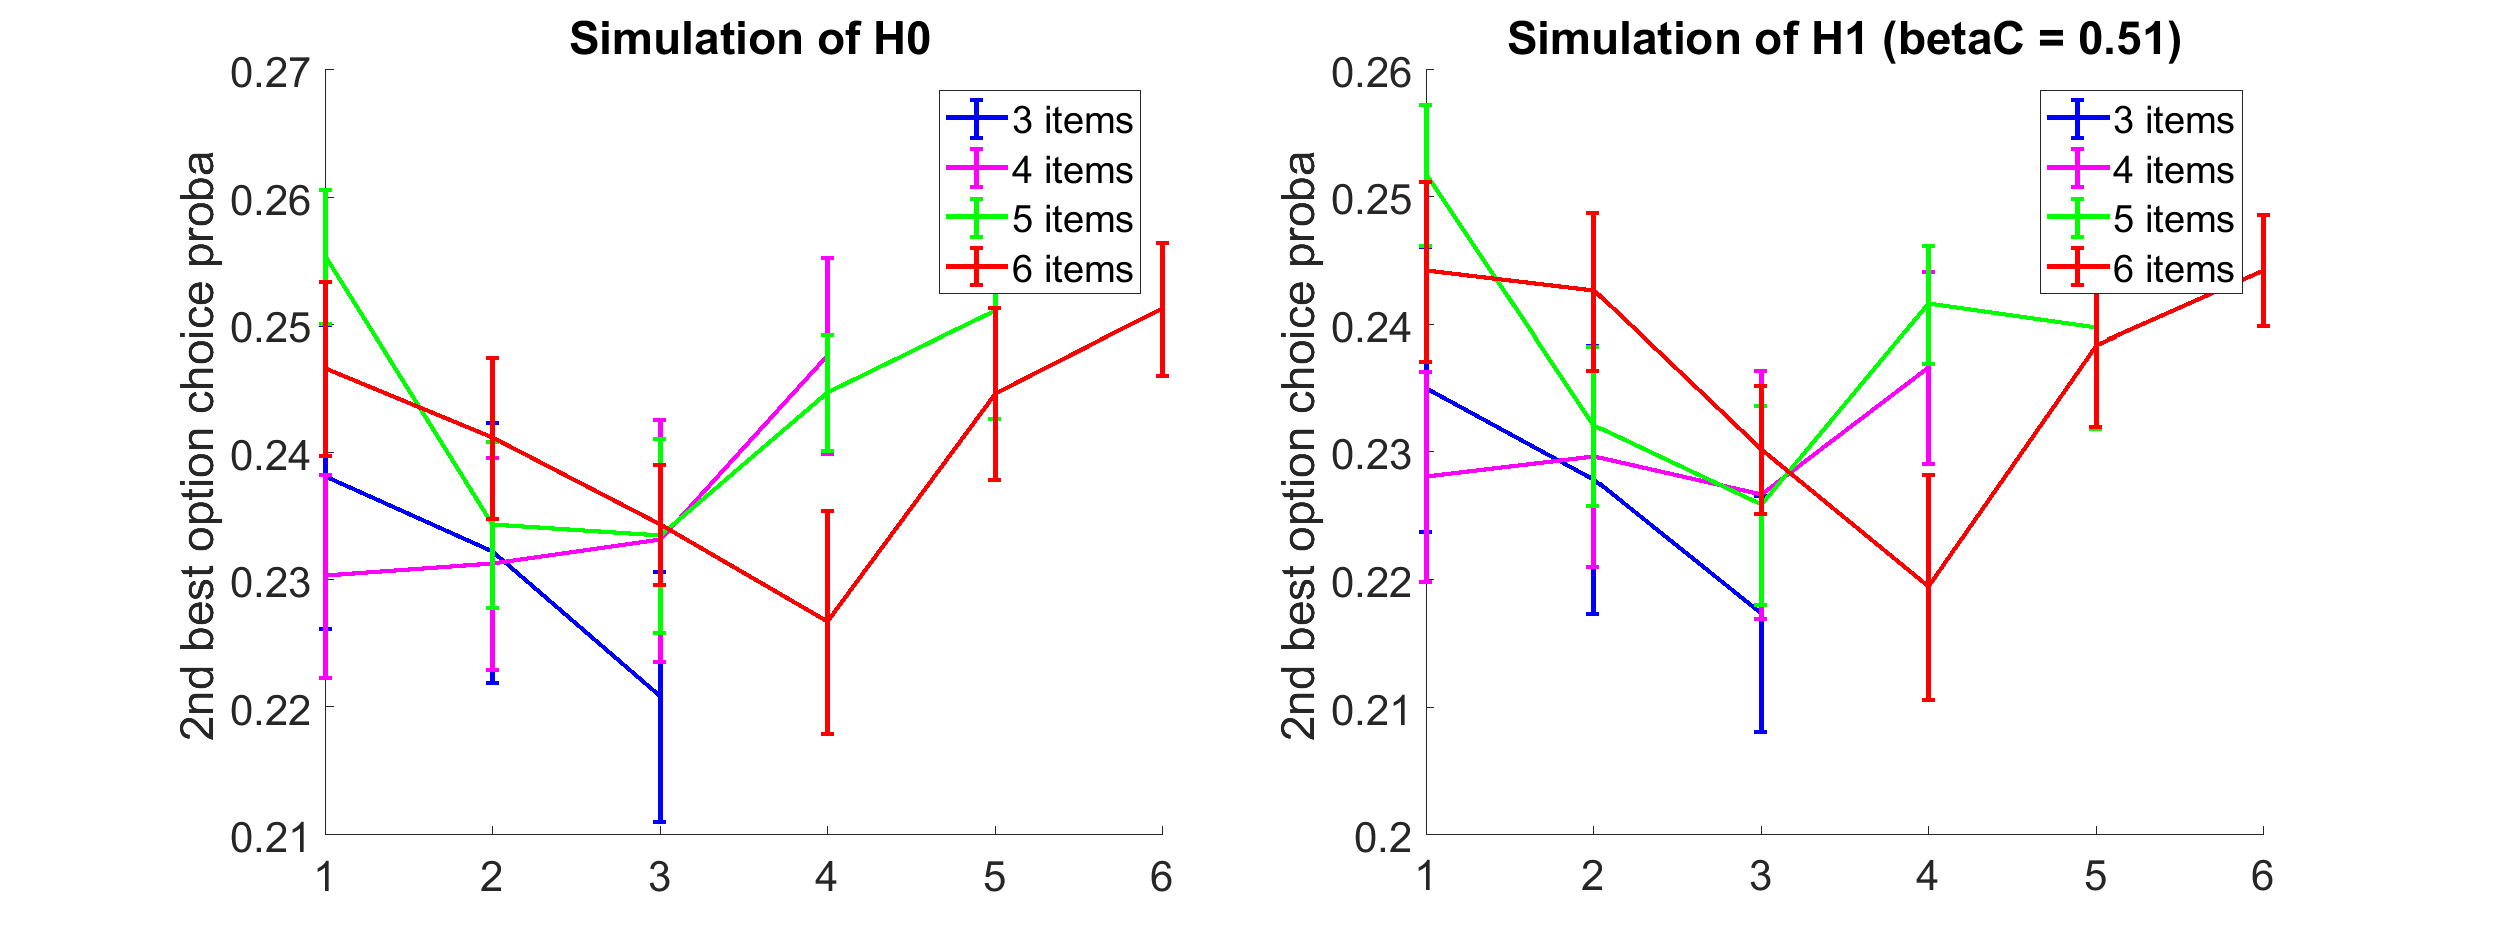 Simulation of H0
2nd best option choice proba
0.27
0.26
0.25
0.24
0.23
0.22
0.21
1 2 3 4 5 6
3 items
4 items
5 items
6 items
Simulation of H1 (betaC = 0.51)
2nd best option choice proba
0.26
0.25
0.24
0.23
0.22
0.21
0.2
1 2 3 4 5 6
3 items
4 items
5 items
6 items